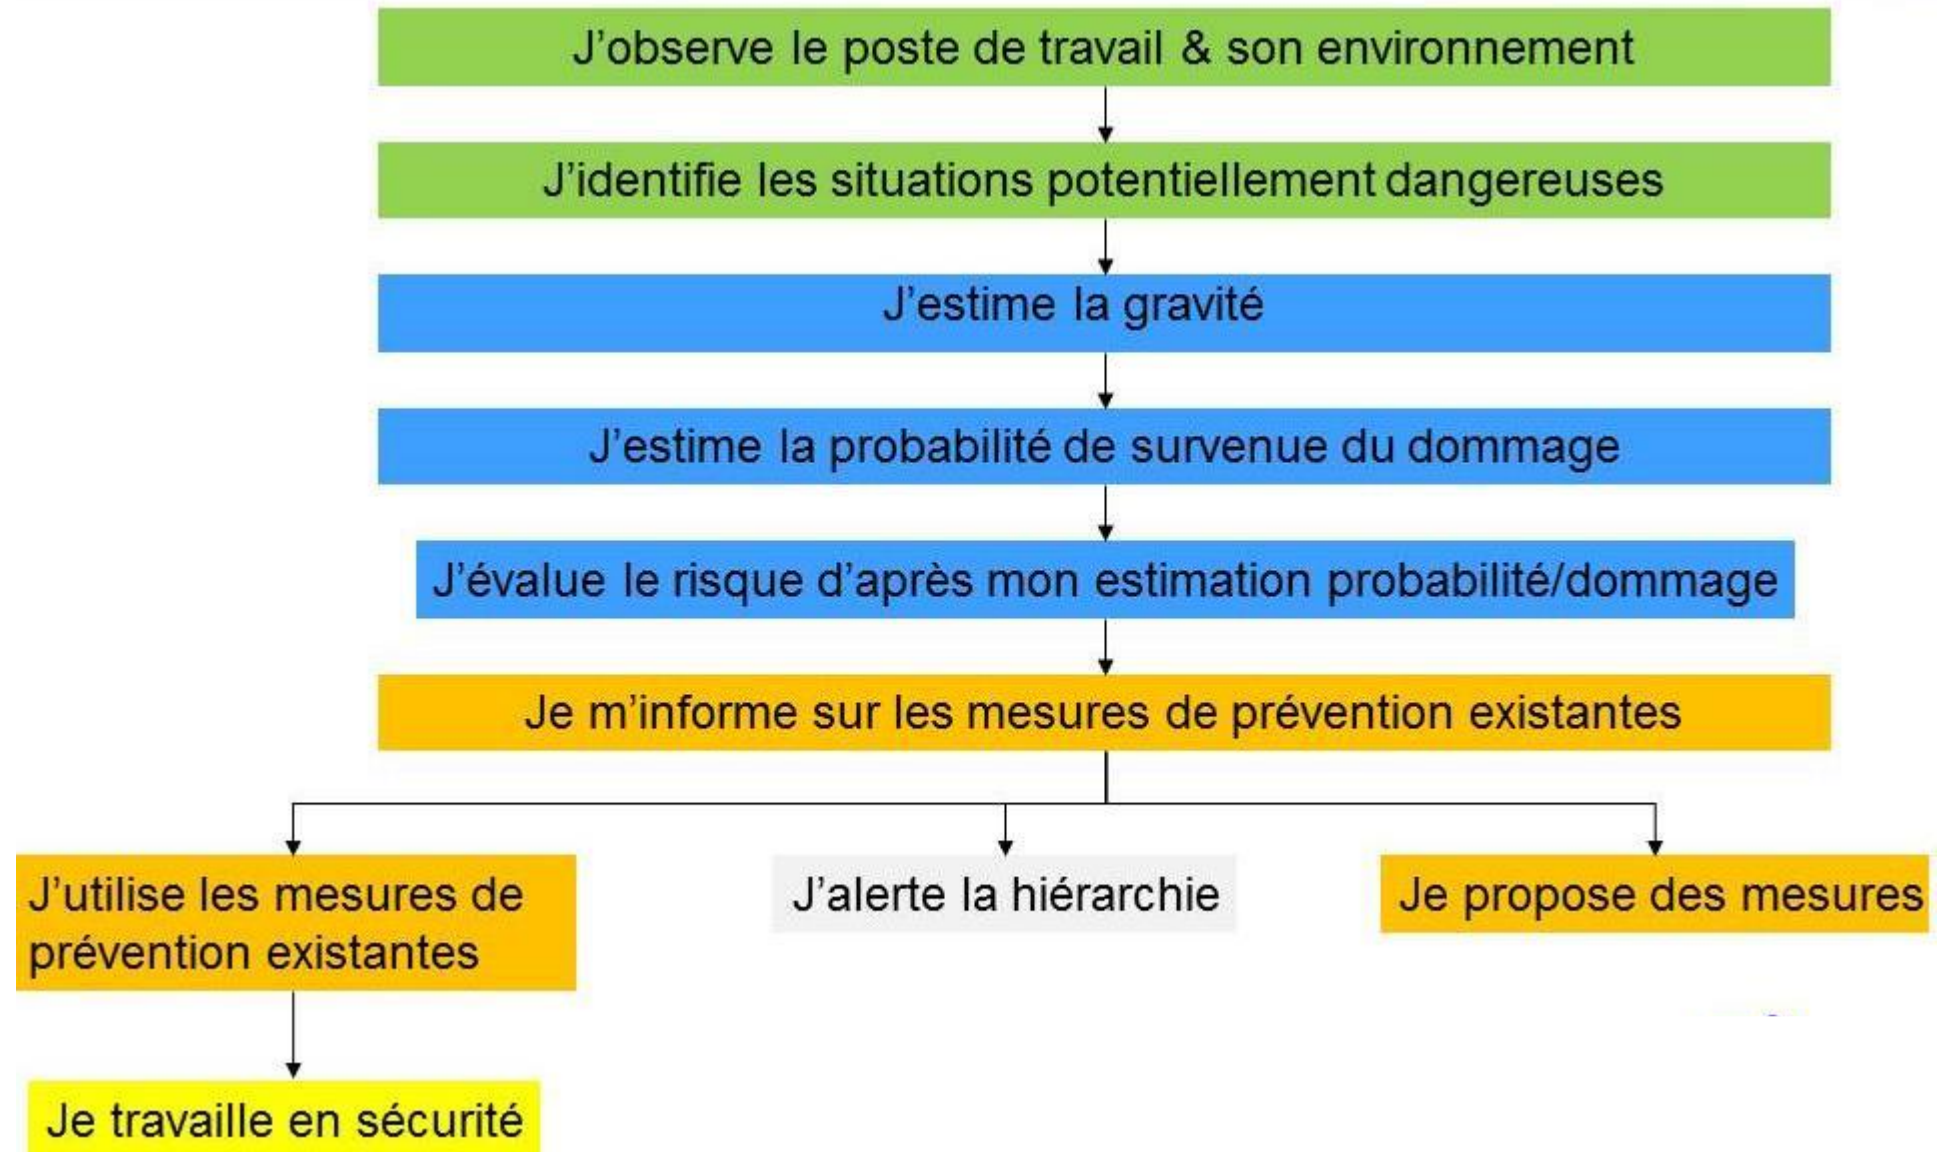 J’observe le poste de travail & son environnement
J’identifie les situations potentiellement dangereuses
J’estime la gravité
J’estime la probabilité de survenue du dommage
J’évalue le risque d’après mon estimation probabilité/dommage
Je m’informe sur les mesures de prévention existantes
J’utilise les mesures de
prévention existantes
J’alerte la hiérarchie
Je propose des mesures
Je travaille en sécurité